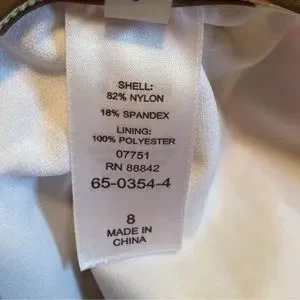 SHELL:
82% NYLON
18% SPANDEX
LINING:
100% POLYESTER
07751
RN 88842
65-0354-4
8
MADE IN
CHINA